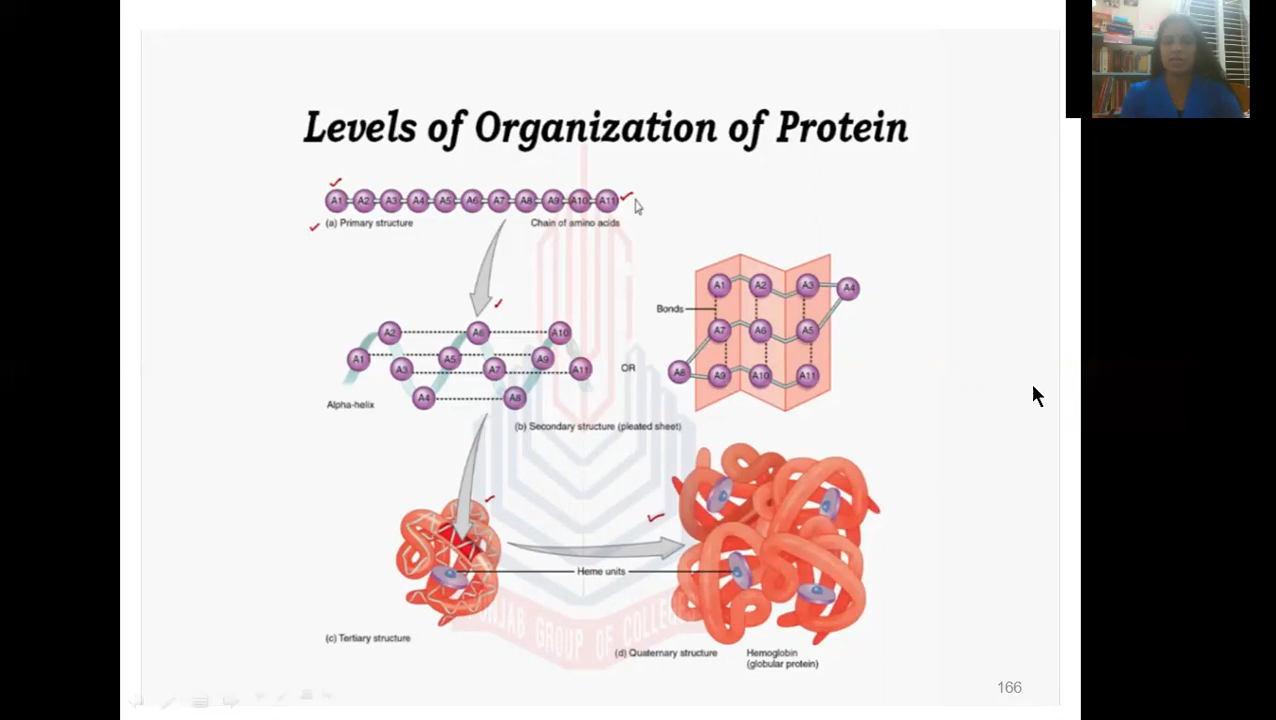 Levels of Organization of Protein
A1 A2 A3 A4 A5 A6 A7 A8 A9 A10 A11
(a) Primary structure
Chain of amino acids
A2 A6 A10
A1 A5 A9
A3 A7 A11
A4 A8
Alpha-helix
OR
Bonds
A1 A2 A3 A4
A7 A6 A5
A8 A9 A10 A11
(b) Secondary structure (pleated sheet)
Heme units
(c) Tertiary structure
PUNJAB GROUP OF COLLEGES
(d) Quaternary structure
Hemoglobin
(globular protein)
166